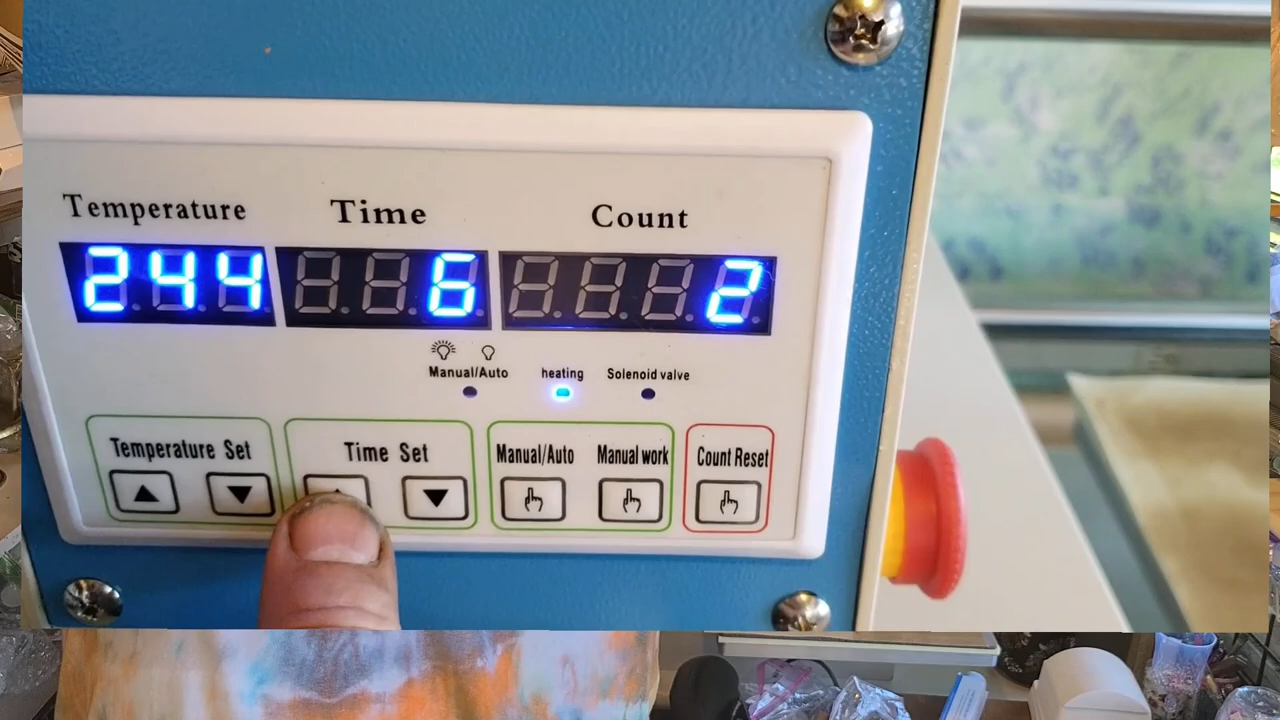 Temperature Time Count
244 6 2
Manual/Auto heating Solenoid valve
Temperature Set Time Set Manual/Auto Manual work Count Reset